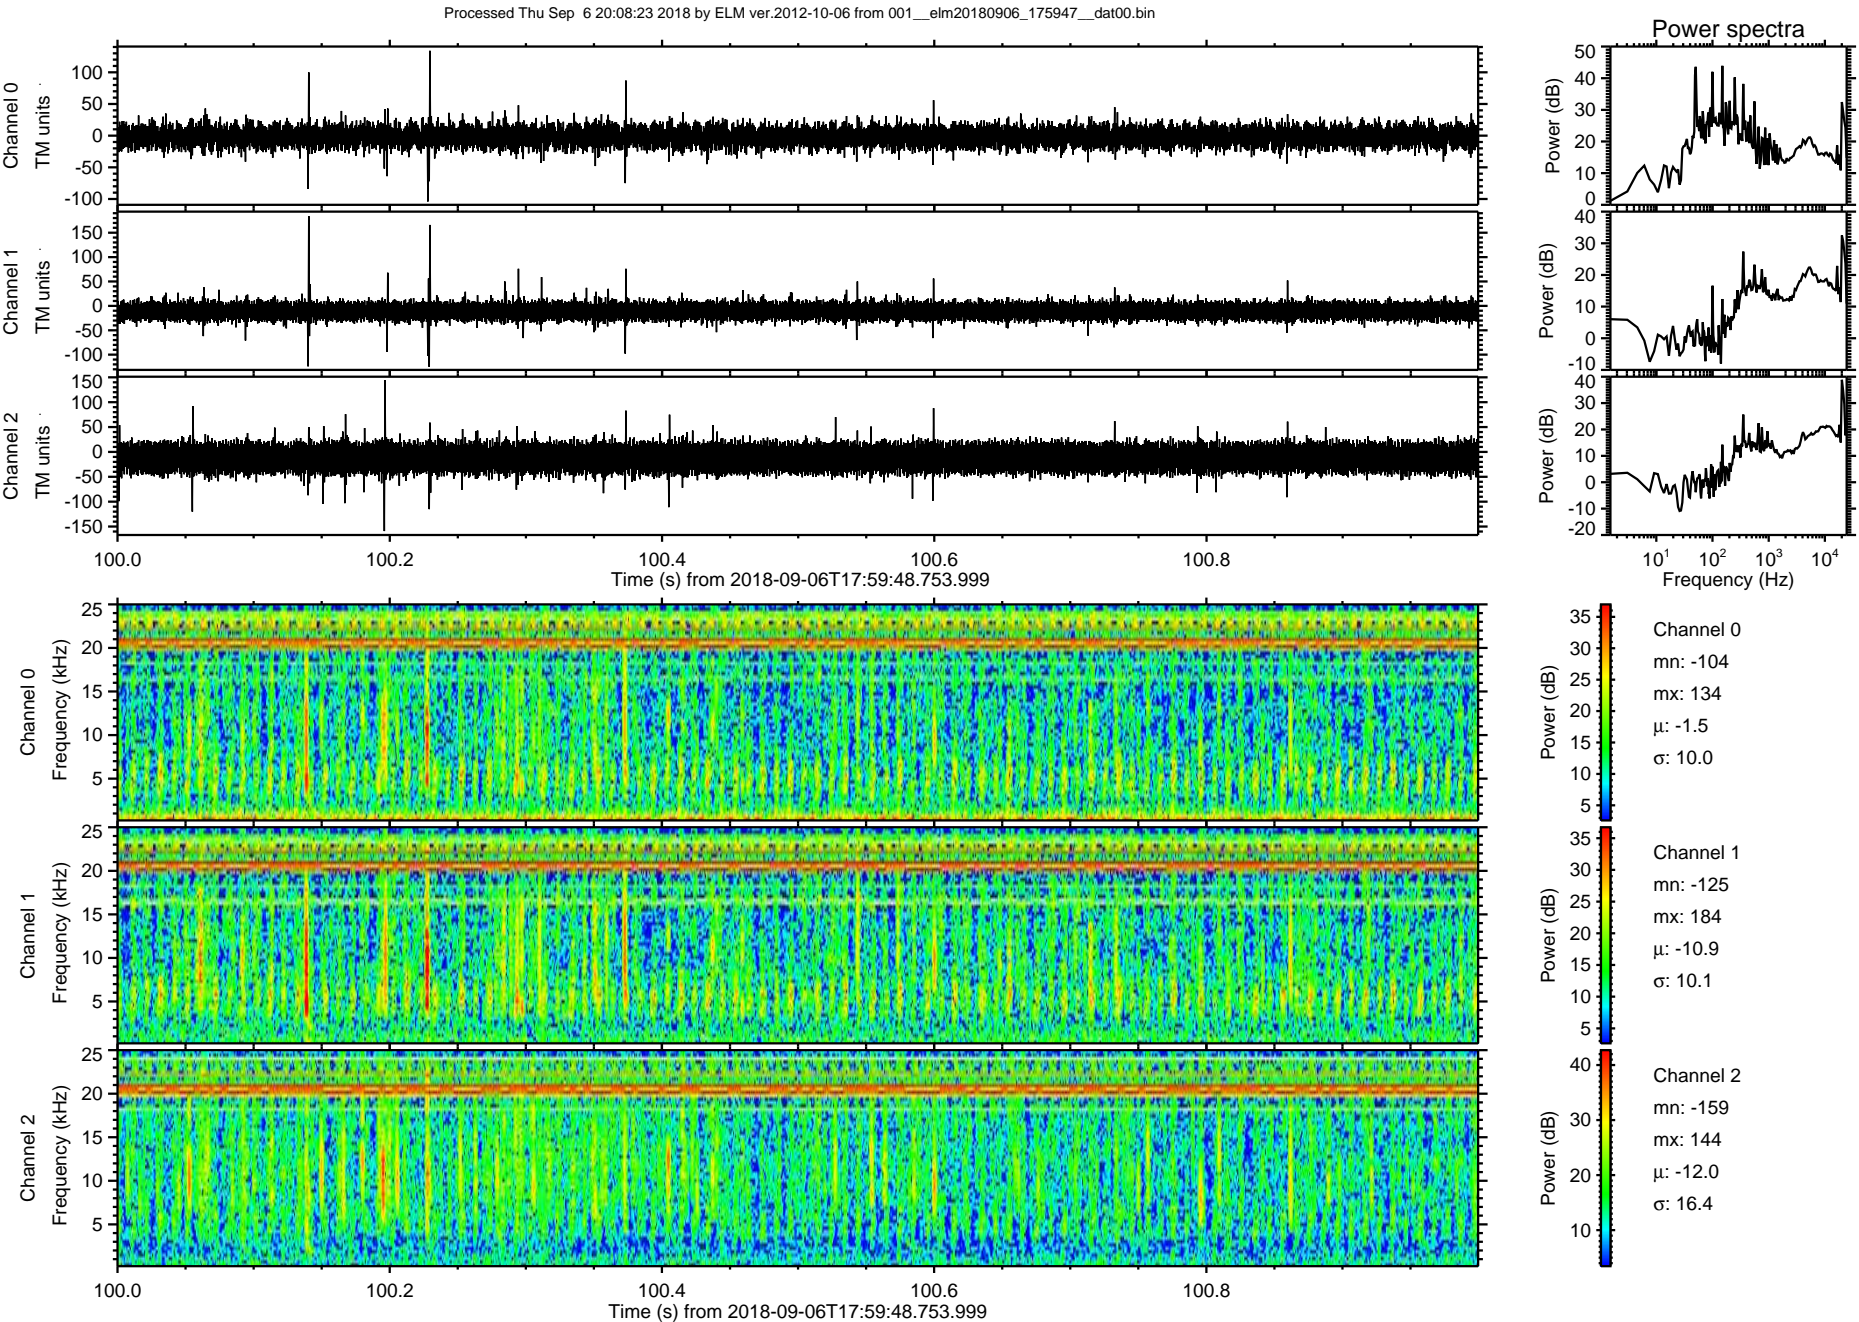 Processed Thu Sep  6 20:08:23 2018 by ELM ver.2012-10-06 from 001__elm20180906_175947__dat00.bin
Power spectra
Channel 0
TM units
100
50
0
-50
-100
Power (dB)
50
40
30
20
10
0
Channel 1
TM units
150
100
50
0
-50
-100
Power (dB)
40
30
20
10
0
-10
Channel 2
TM units
150
100
50
0
-50
-100
-150
Power (dB)
40
30
20
10
0
-10
-20
100.0 100.2 100.4 100.6 100.8
Time (s) from 2018-09-06T17:59:48.753.999
10¹ 10² 10³ 10⁴
Frequency (Hz)
Channel 0
Frequency (kHz)
25
20
15
10
5
Power (dB)
35
30
25
20
15
10
5
Channel 0
mn: -104
mx: 134
µ: -1.5
σ: 10.0
Channel 1
Frequency (kHz)
25
20
15
10
5
Power (dB)
35
30
25
20
15
10
5
Channel 1
mn: -125
mx: 184
µ: -10.9
σ: 10.1
Channel 2
Frequency (kHz)
25
20
15
10
5
Power (dB)
40
30
20
10
Channel 2
mn: -159
mx: 144
µ: -12.0
σ: 16.4
100.0 100.2 100.4 100.6 100.8
Time (s) from 2018-09-06T17:59:48.753.999